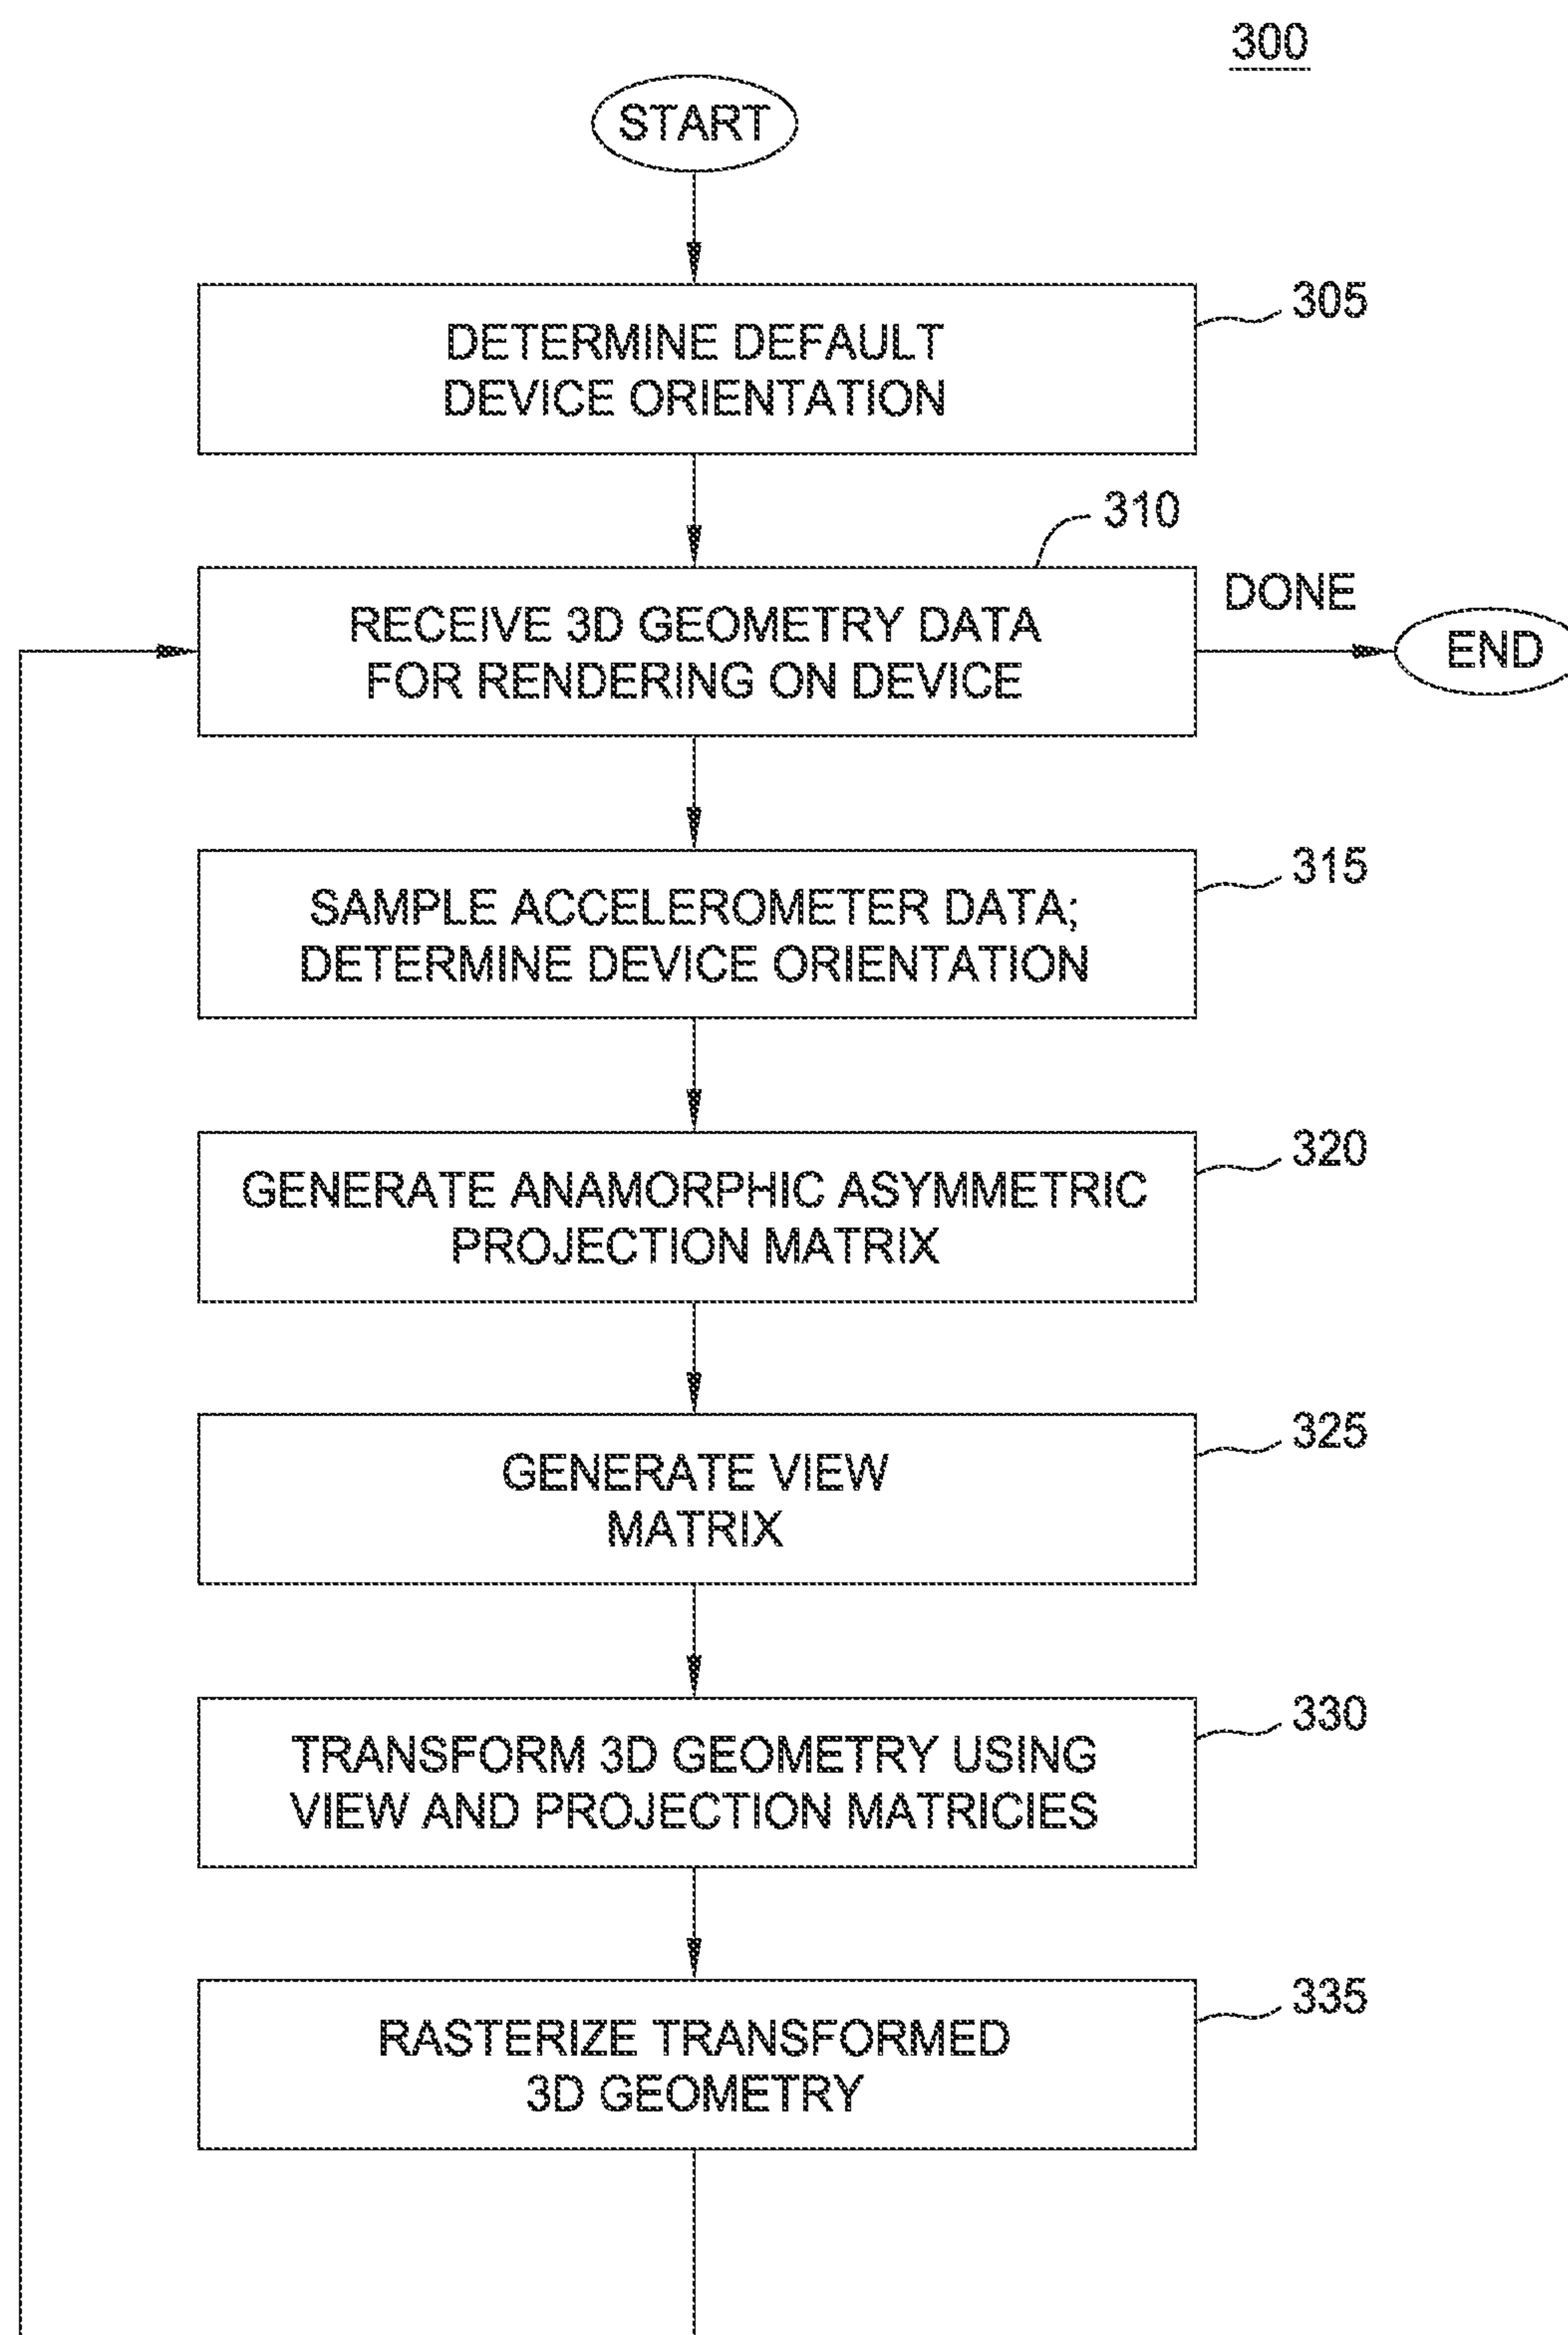 300
START
305
DETERMINE DEFAULT
DEVICE ORIENTATION
310
RECEIVE 3D GEOMETRY DATA
FOR RENDERING ON DEVICE
DONE
END
315
SAMPLE ACCELEROMETER DATA;
DETERMINE DEVICE ORIENTATION
320
GENERATE ANAMORPHIC ASYMMETRIC
PROJECTION MATRIX
325
GENERATE VIEW
MATRIX
330
TRANSFORM 3D GEOMETRY USING
VIEW AND PROJECTION MATRICIES
335
RASTERIZE TRANSFORMED
3D GEOMETRY